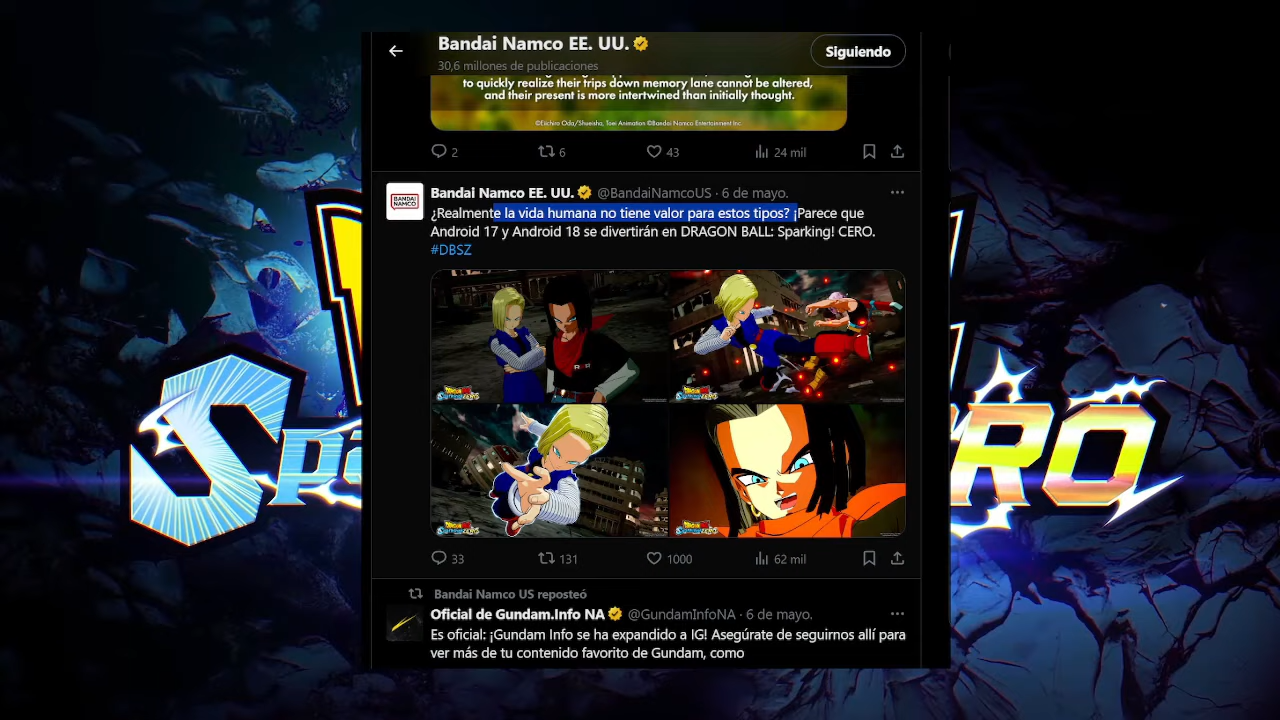 Bandai Namco EE. UU.
30,6 millones de publicaciones
Siguiendo
to quickly realize their trips down memory lane cannot be altered,
and their present is more intertwined than initially thought.
©Eiichiro Oda/Shueisha, Toei Animation ©Bandai Namco Entertainment Inc.
2 6 43 24 mil
BANDAI NAMCO
Bandai Namco EE. UU. @BandaiNamcoUS · 6 de mayo.
¿Realmente la vida humana no tiene valor para estos tipos? ¡Parece que
Android 17 y Android 18 se divertirán en DRAGON BALL: Sparking! CERO.
#DBSZ
33 131 1000 62 mil
Bandai Namco US reposteó
Oficial de Gundam.Info NA @GundamInfoNA · 6 de mayo.
Es oficial: ¡Gundam Info se ha expandido a IG! Asegúrate de seguirnos allí para
ver más de tu contenido favorito de Gundam, como